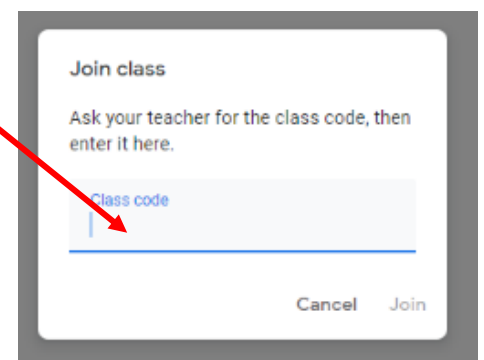 Join class
Ask your teacher for the class code, then
enter it here.
Class code
Cancel Join